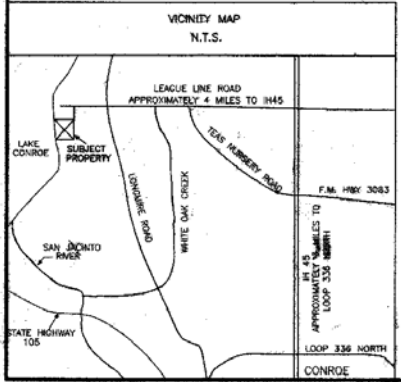 VICINITY MAP
N.T.S.
LEAGUE LINE ROAD
APPROXIMATELY 4 MILES TO IH45
LAKE
CONROE
SUBJECT
PROPERTY
TEAS NURSERY ROAD
LONGMIRE ROAD
WHITE OAK CREEK
F.M. HWY 3083
SAN JACINTO
RIVER
IH 45
APPROXIMATELY MILES TO
LOOP 336
STATE HIGHWAY
105
LOOP 336 NORTH
CONROE